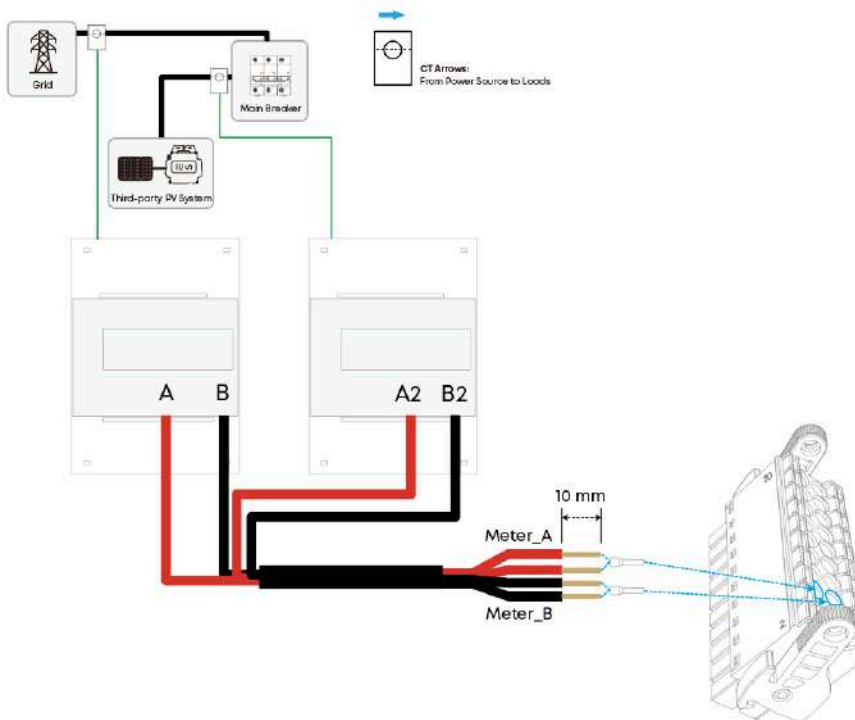 Grid
Main Breaker
CT Arrows:
From Power Source to Loads
Third-party PV System
A
B
A2
B2
10 mm
Meter_A
Meter_B
20